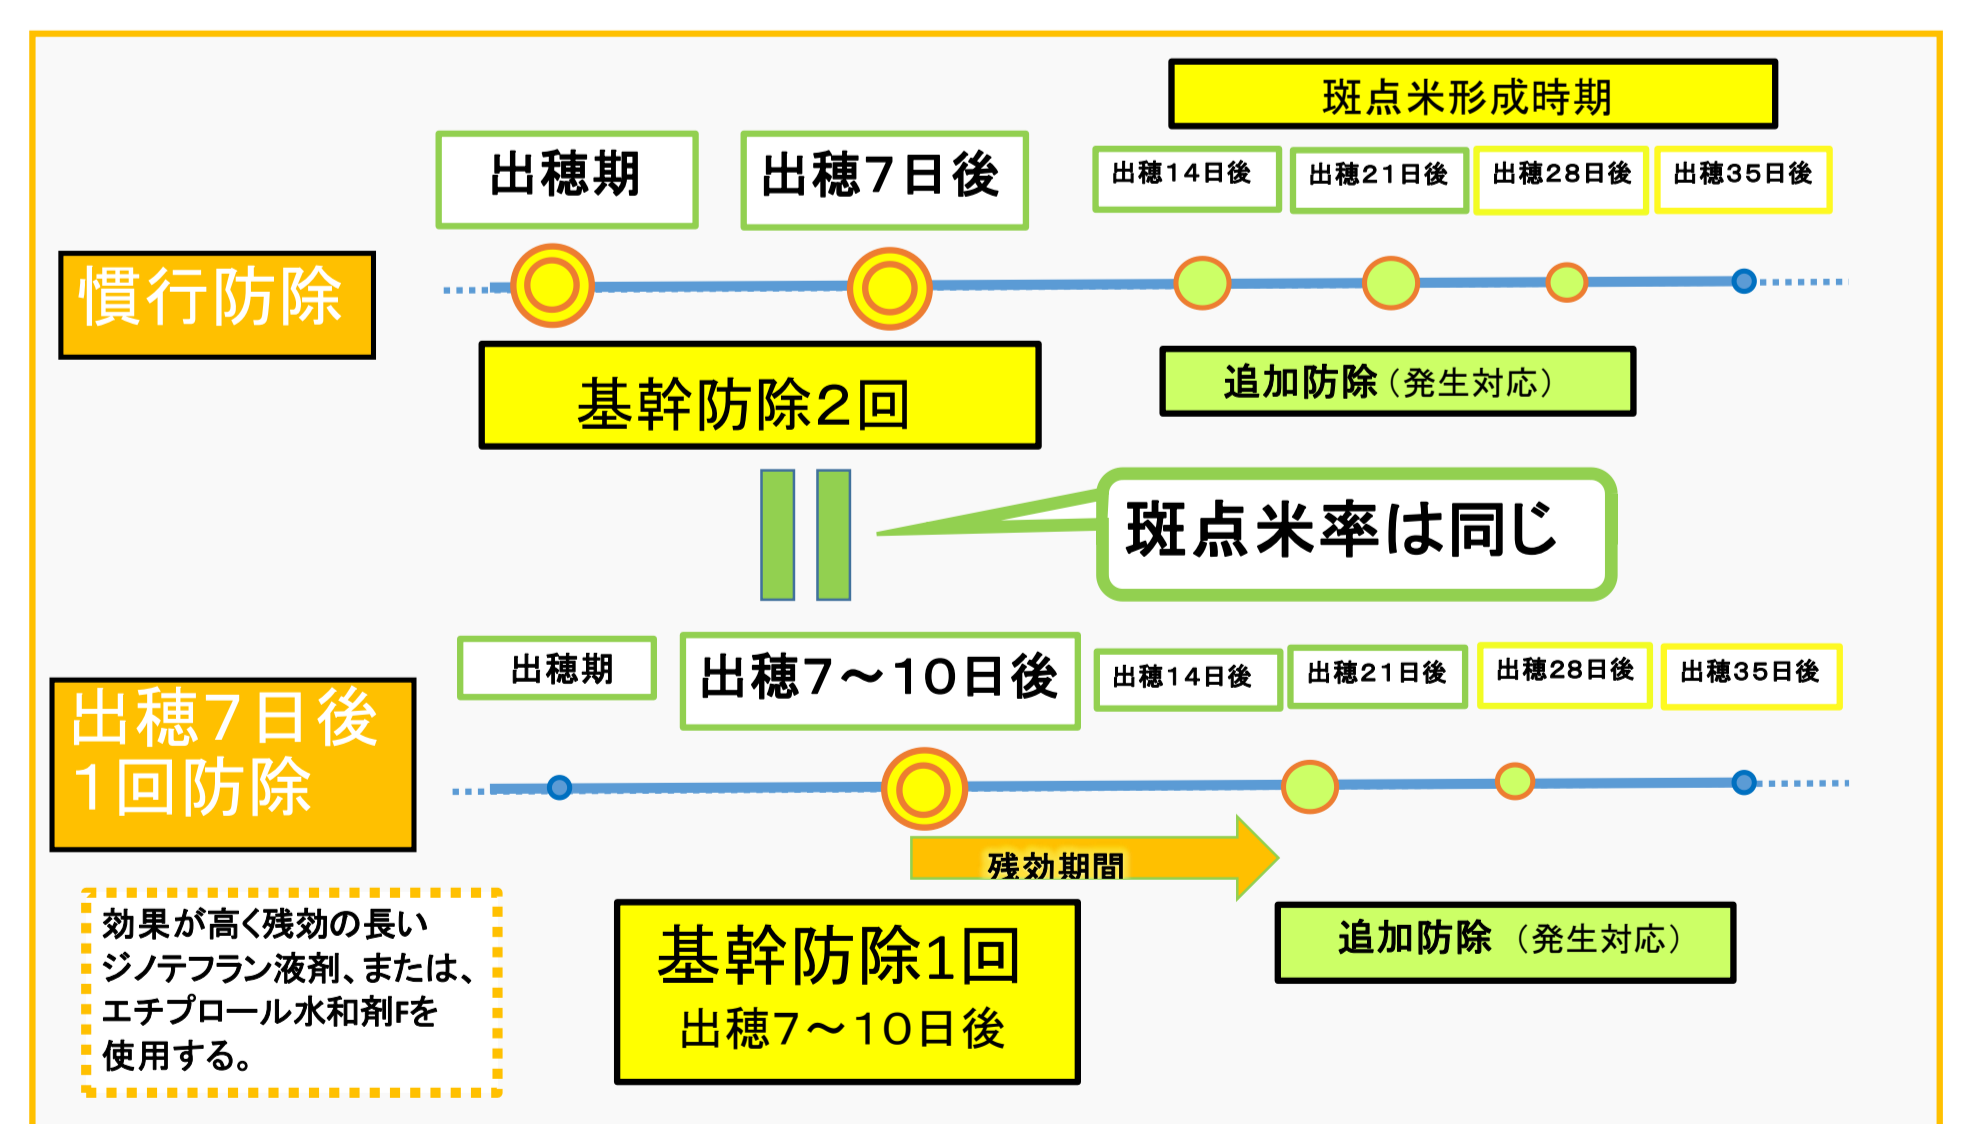 斑点米形成時期
出穂期
出穂7日後
出穂14日後
出穂21日後
出穂28日後
出穂35日後
慣行防除
基幹防除2回
追加防除(発生対応)
斑点米率は同じ
出穂期
出穂7～10日後
出穂14日後
出穂21日後
出穂28日後
出穂35日後
出穂7日後
1回防除
残効期間
効果が高く残効の長い
ジノテフラン液剤、または、
エチプロール水和剤Fを
使用する。
基幹防除1回
出穂7～10日後
追加防除(発生対応)